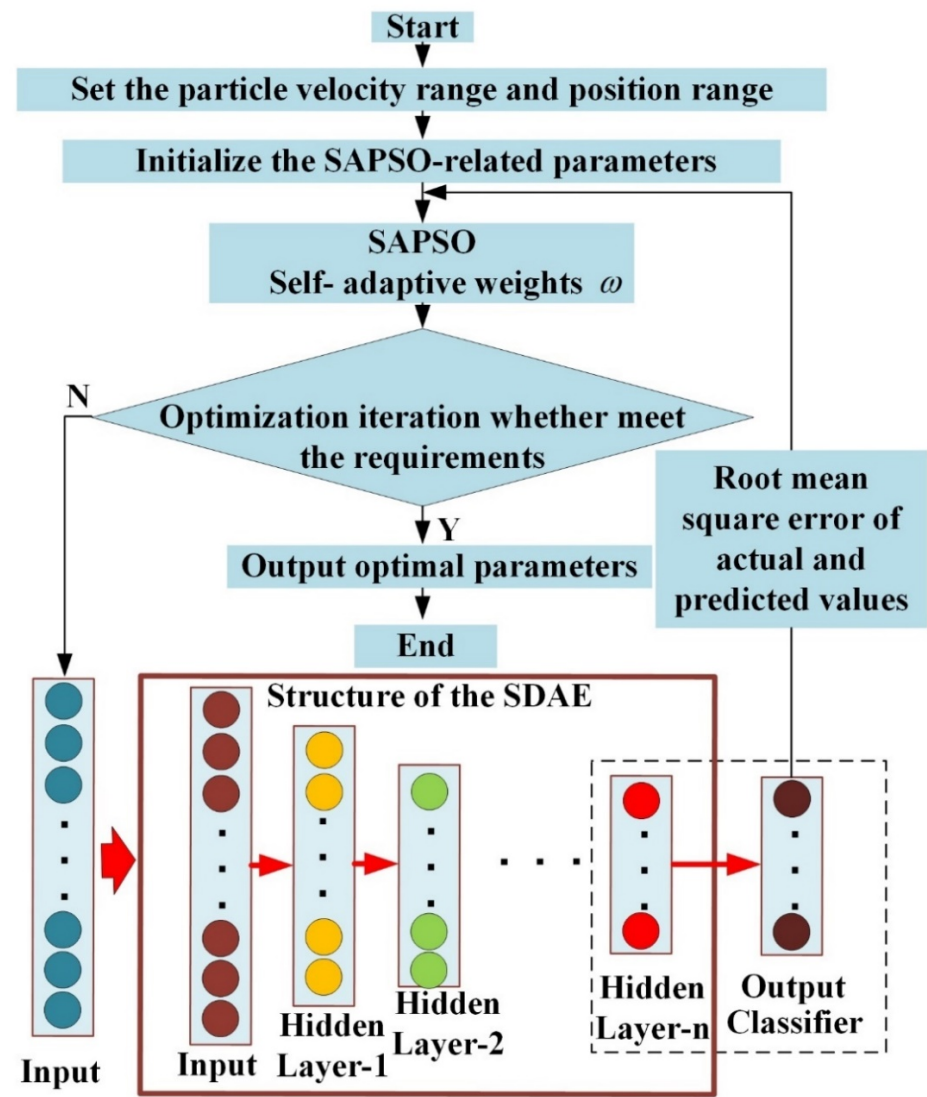 Start
Set the particle velocity range and position range
Initialize the SAPSO-related parameters
SAPSO
Self- adaptive weights ω
N
Optimization iteration whether meet
the requirements
Y
Output optimal parameters
End
Root mean
square error of
actual and
predicted values
Structure of the SDAE
Input
Input
Hidden
Layer-1
Hidden
Layer-2
Hidden
Layer-n
Output
Classifier